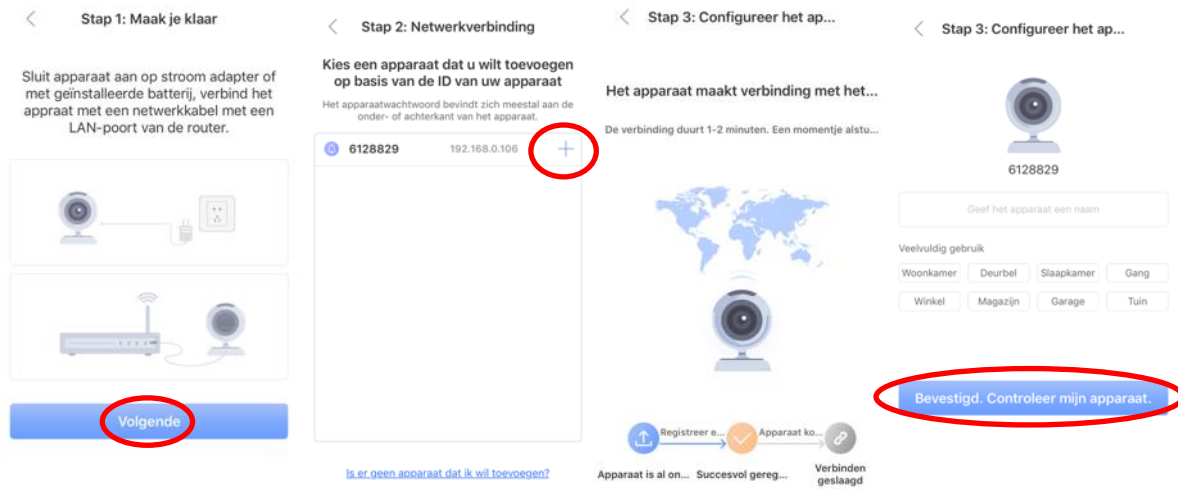 Stap 1: Maak je klaar
Sluit apparaat aan op stroom adapter of
met geïnstalleerde batterij, verbind het
appraat met een netwerkkabel met een
LAN-poort van de router.
Volgende
Stap 2: Netwerkverbinding
Kies een apparaat dat u wilt toevoegen
op basis van de ID van uw apparaat
Het apparaatwachtwoord bevindt zich meestal aan de
onder- of achterkant van het apparaat.
6128829 192.168.0.106
Is er geen apparaat dat ik wil toevoegen?
Stap 3: Configureer het ap...
Het apparaat maakt verbinding met het...
De verbinding duurt 1-2 minuten. Een momentje alstu...
Registreer e... Apparaat ko...
Apparaat is al on... Succesvol gereg... Verbinden
geslaagd
Stap 3: Configureer het ap...
6128829
Geef het apparaat een naam
Veelvuldig gebruik
Woonkamer Deurbel Slaapkamer Gang
Winkel Magazijn Garage Tuin
Bevestigd. Controleer mijn apparaat.